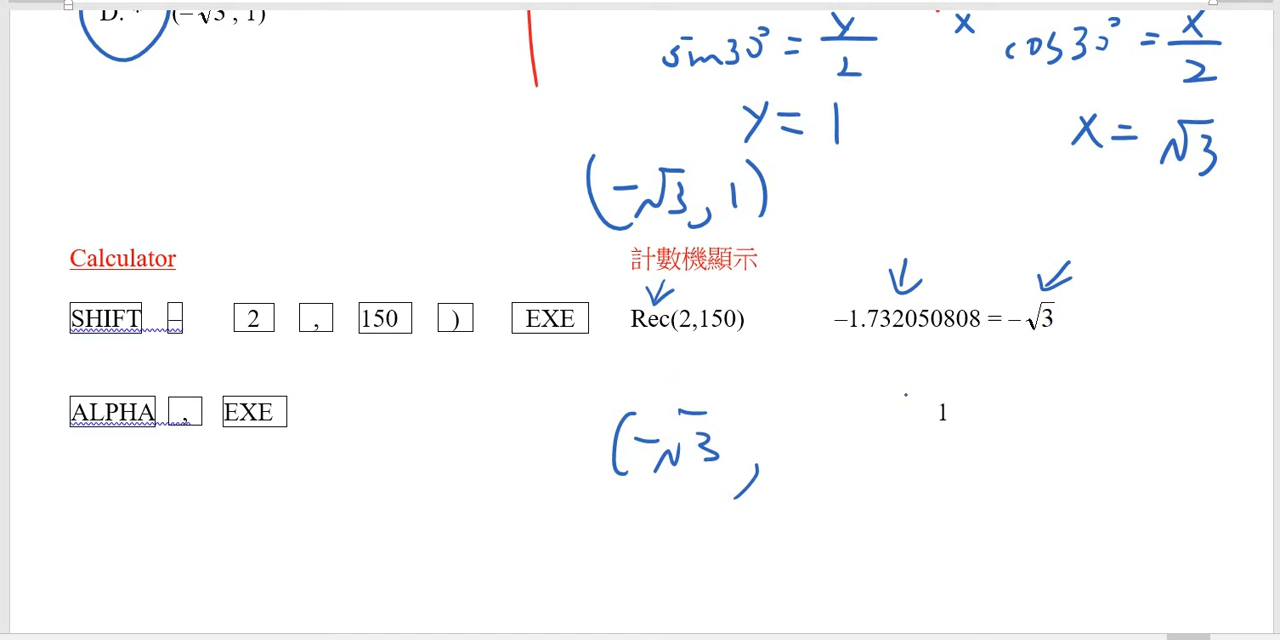 D. (−√3 , 1)
sin30° = y/2
x
cos30° = x/2
y = 1
x = √3
(−√3, 1)
Calculator 計數機顯示
SHIFT − 2 , 150 ) EXE Rec(2,150) –1.732050808 = –√3
ALPHA , EXE 1
(−√3 ,